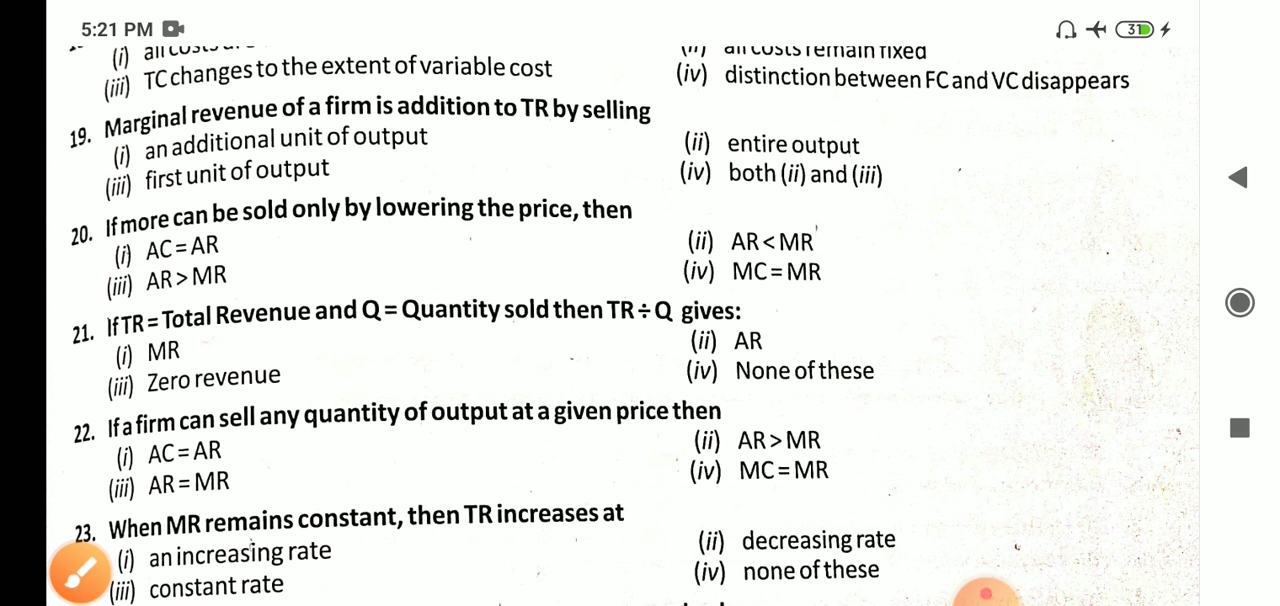 5:21 PM
31
(i) all costs
all costs remain fixed
(iii) TC changes to the extent of variable cost
(iv) distinction between FC and VC disappears
19. Marginal revenue of a firm is addition to TR by selling
(i) an additional unit of output
(ii) entire output
(iii) first unit of output
(iv) both (ii) and (iii)
20. If more can be sold only by lowering the price, then
(i) AC = AR
(ii) AR < MR
(iii) AR > MR
(iv) MC = MR
21. If TR = Total Revenue and Q = Quantity sold then TR ÷ Q gives:
(i) MR
(ii) AR
(iii) Zero revenue
(iv) None of these
22. If a firm can sell any quantity of output at a given price then
(i) AC = AR
(ii) AR > MR
(iii) AR = MR
(iv) MC = MR
23. When MR remains constant, then TR increases at
(i) an increasing rate
(ii) decreasing rate
(iii) constant rate
(iv) none of these